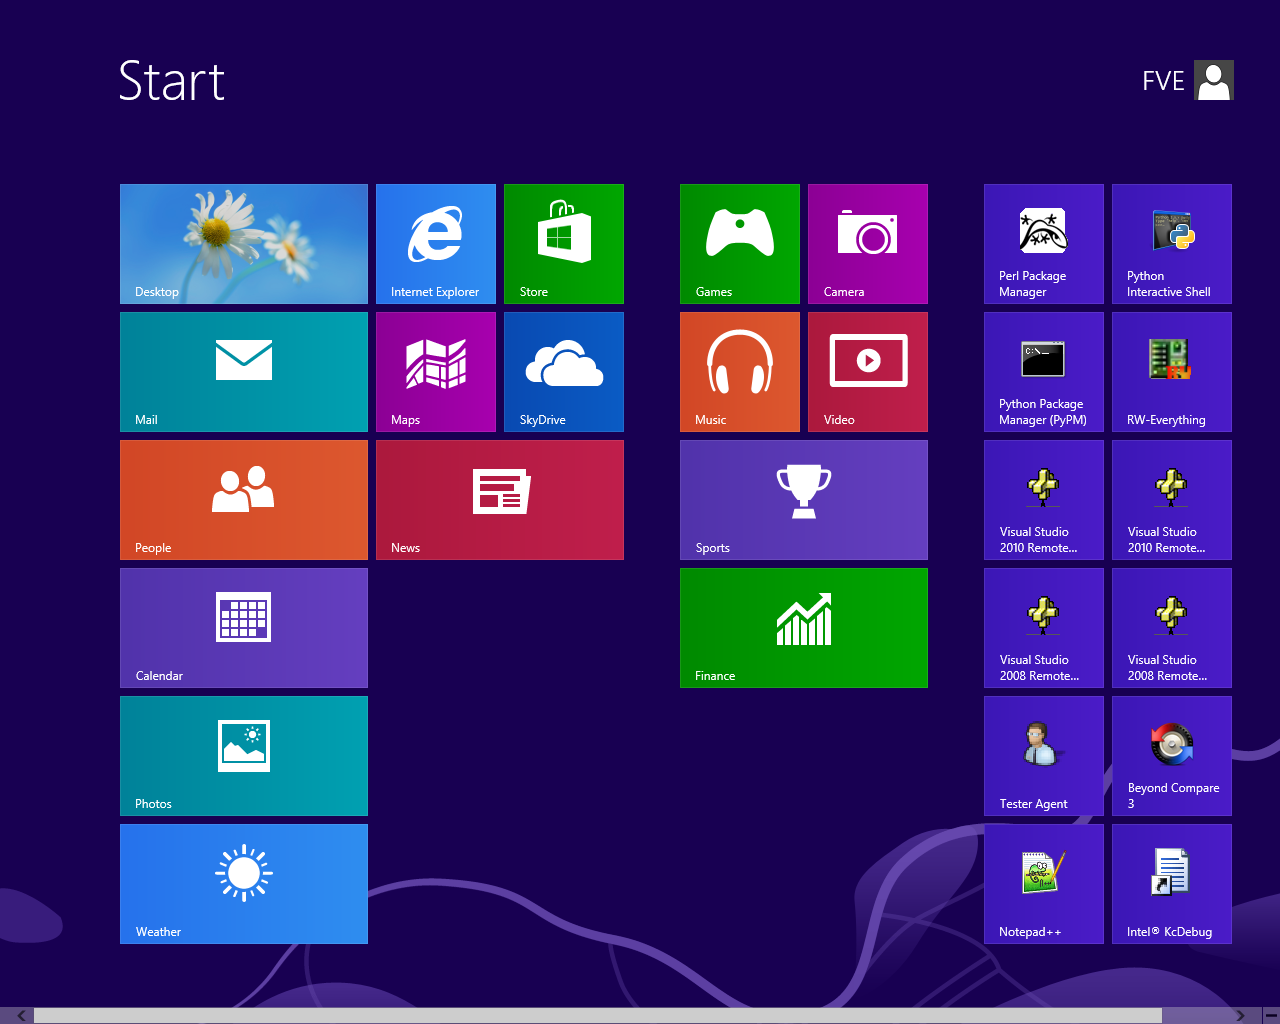 Start
FVE
Desktop
Internet Explorer
Store
Games
Camera
Perl Package
Manager
Python
Interactive Shell
Mail
Maps
SkyDrive
Music
Video
C:\_
Python Package
Manager (PyPM)
RW-Everything
People
News
Sports
Visual Studio
2010 Remote...
Visual Studio
2010 Remote...
Calendar
Finance
Visual Studio
2008 Remote...
Visual Studio
2008 Remote...
Photos
Tester Agent
Beyond Compare
3
Weather
Notepad++
Intel® KcDebug